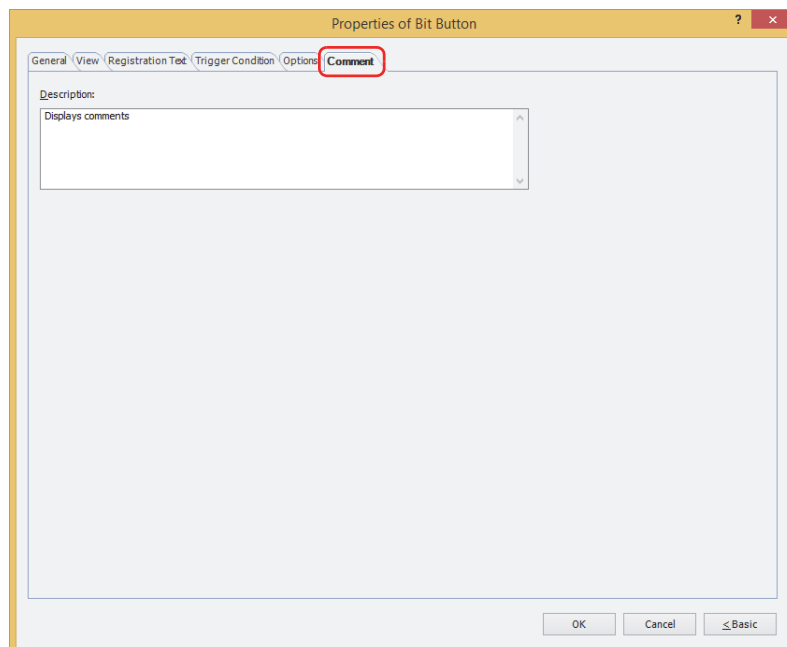 Properties of Bit Button ? ×
General View Registration Text Trigger Condition Options Comment
Description:
Displays comments
OK Cancel < Basic